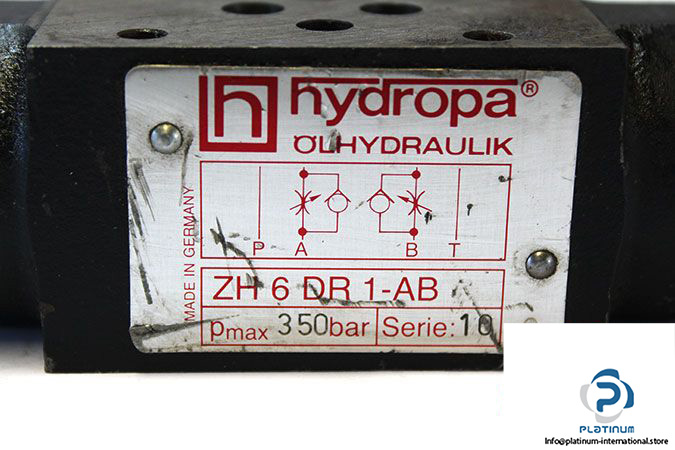 hydropa®
ÖLHYDRAULIK
P A B T
MADE IN GERMANY
ZH 6 DR 1-AB
pmax 350bar Serie: 10
PLATINUM
Info@platinum-international.store